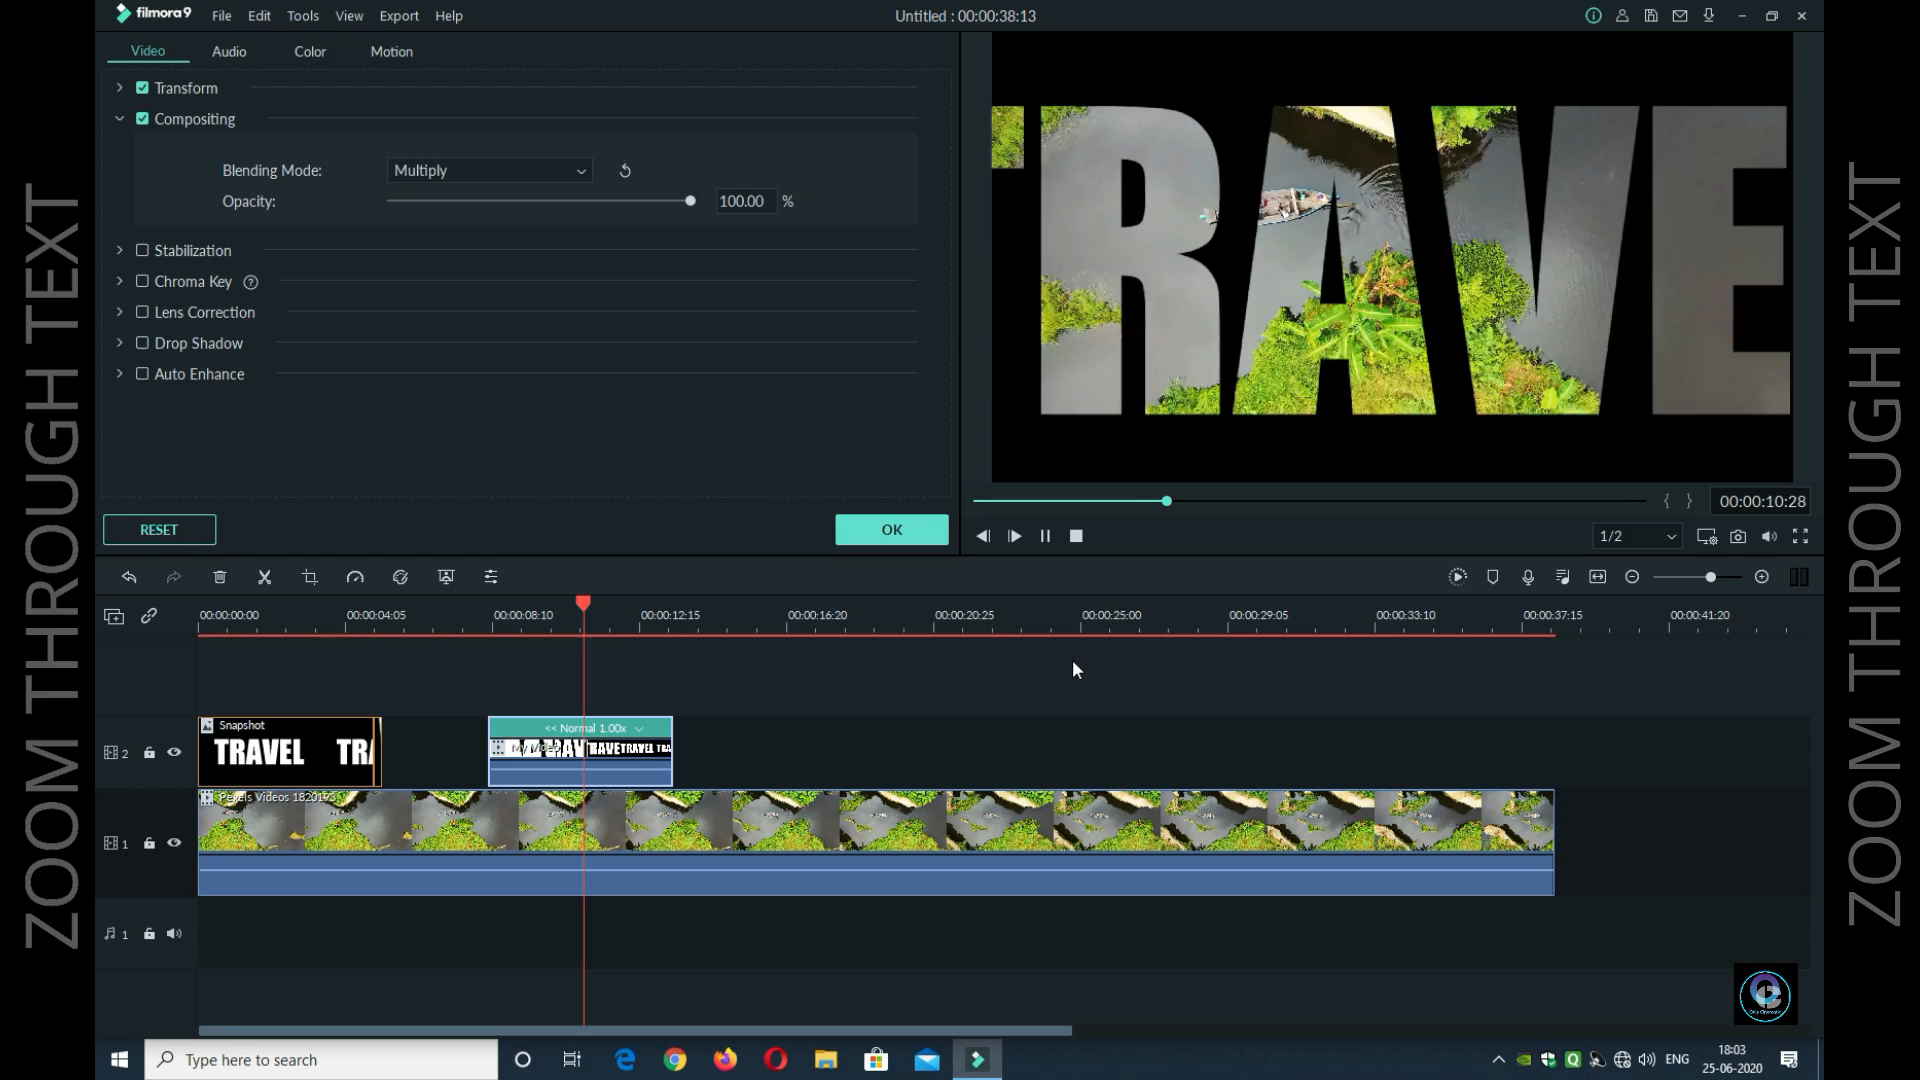 filmora9 File Edit Tools View Export Help Untitled : 00:00:38:13
Video Audio Color Motion
Transform
Compositing
Blending Mode: Multiply
Opacity: 100.00 %
Stabilization
Chroma Key ?
Lens Correction
Drop Shadow
Auto Enhance
RESET OK
TRAVE
{ } 00:00:10:28
1/2
00:00:00:00 00:00:04:05 00:00:08:10 00:00:12:15 00:00:16:20 00:00:20:25 00:00:25:00 00:00:29:05 00:00:33:10 00:00:37:15 00:00:41:20
Snapshot
TRAVEL TRA
<< Normal 1.00x
TRAVEL
2
Pexels Videos 1820193
1
1
ZOOM THROUGH TEXT
ZOOM THROUGH TEXT
Type here to search
ENG
18:03
25-06-2020